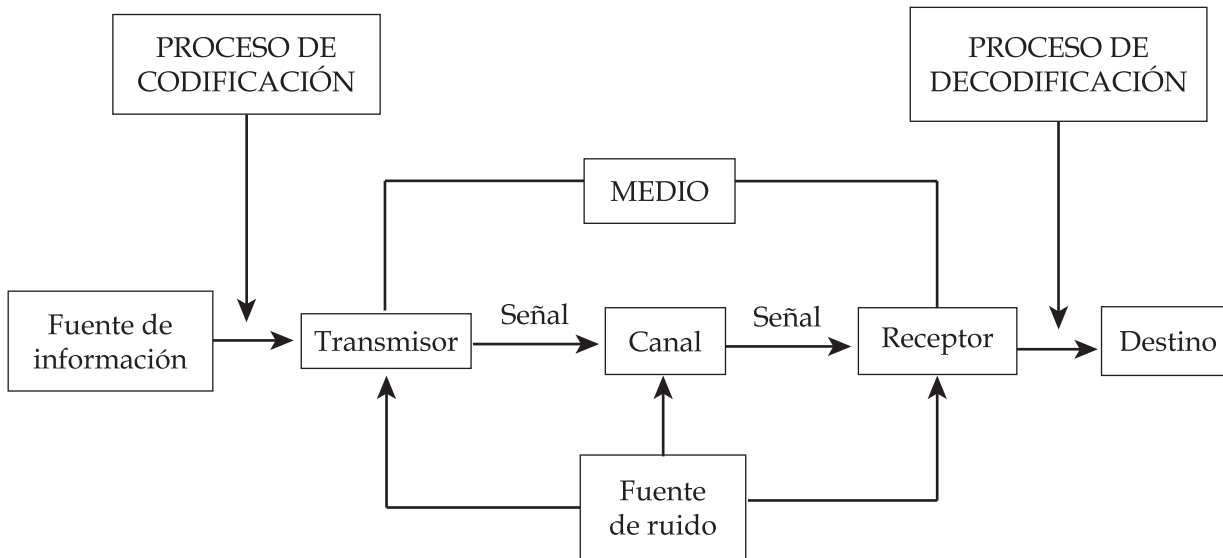 PROCESO DE
CODIFICACIÓN
PROCESO DE
DECODIFICACIÓN
MEDIO
Fuente de
información
Transmisor
Señal
Canal
Señal
Receptor
Destino
Fuente
de ruido